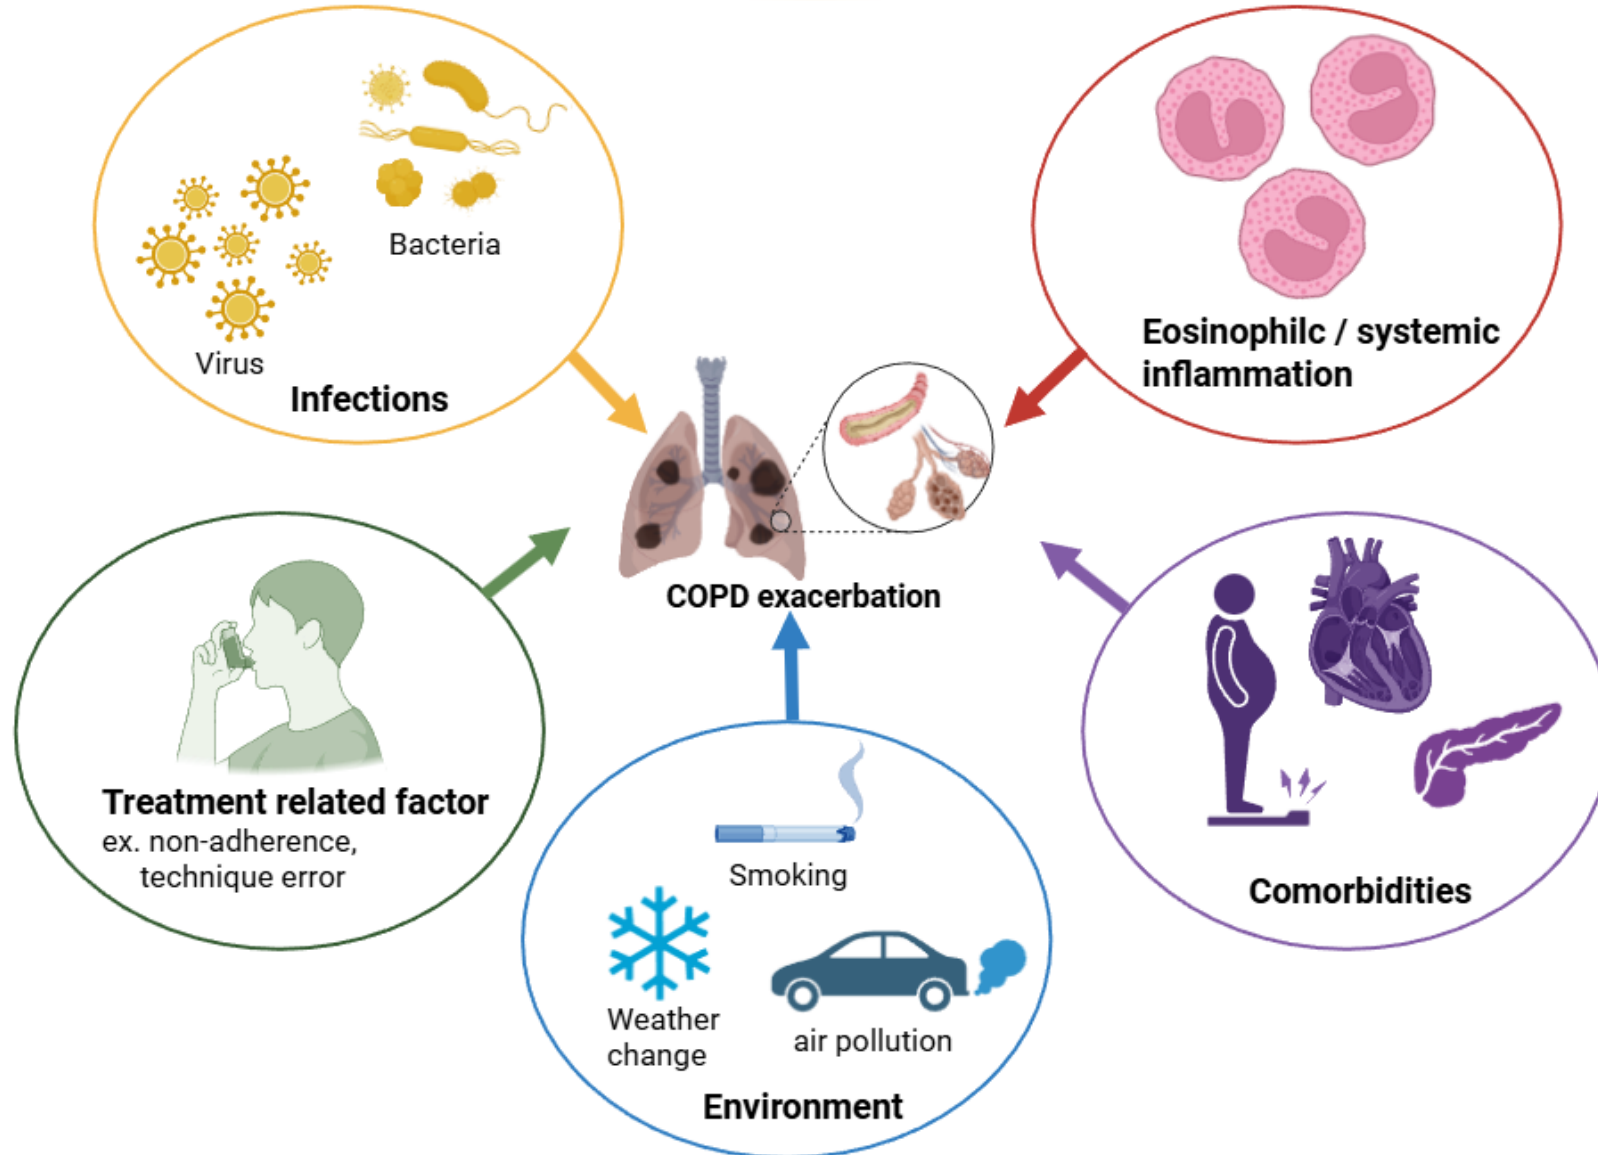 Bacteria
Virus
Infections
Eosinophilc / systemic
inflammation
COPD exacerbation
Treatment related factor
ex. non-adherence,
technique error
Smoking
Weather
change
air pollution
Environment
Comorbidities